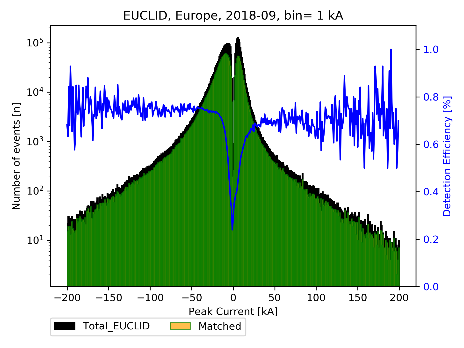 EUCLID, Europe, 2018-09, bin= 1 kA
10⁵
10⁴
10³
10²
10¹
Number of events [n]
1.0
0.8
0.6
0.4
0.2
0.0
Detection Efficiency [%]
−200 −150 −100 −50 0 50 100 150 200
Peak Current [kA]
Total_EUCLID Matched